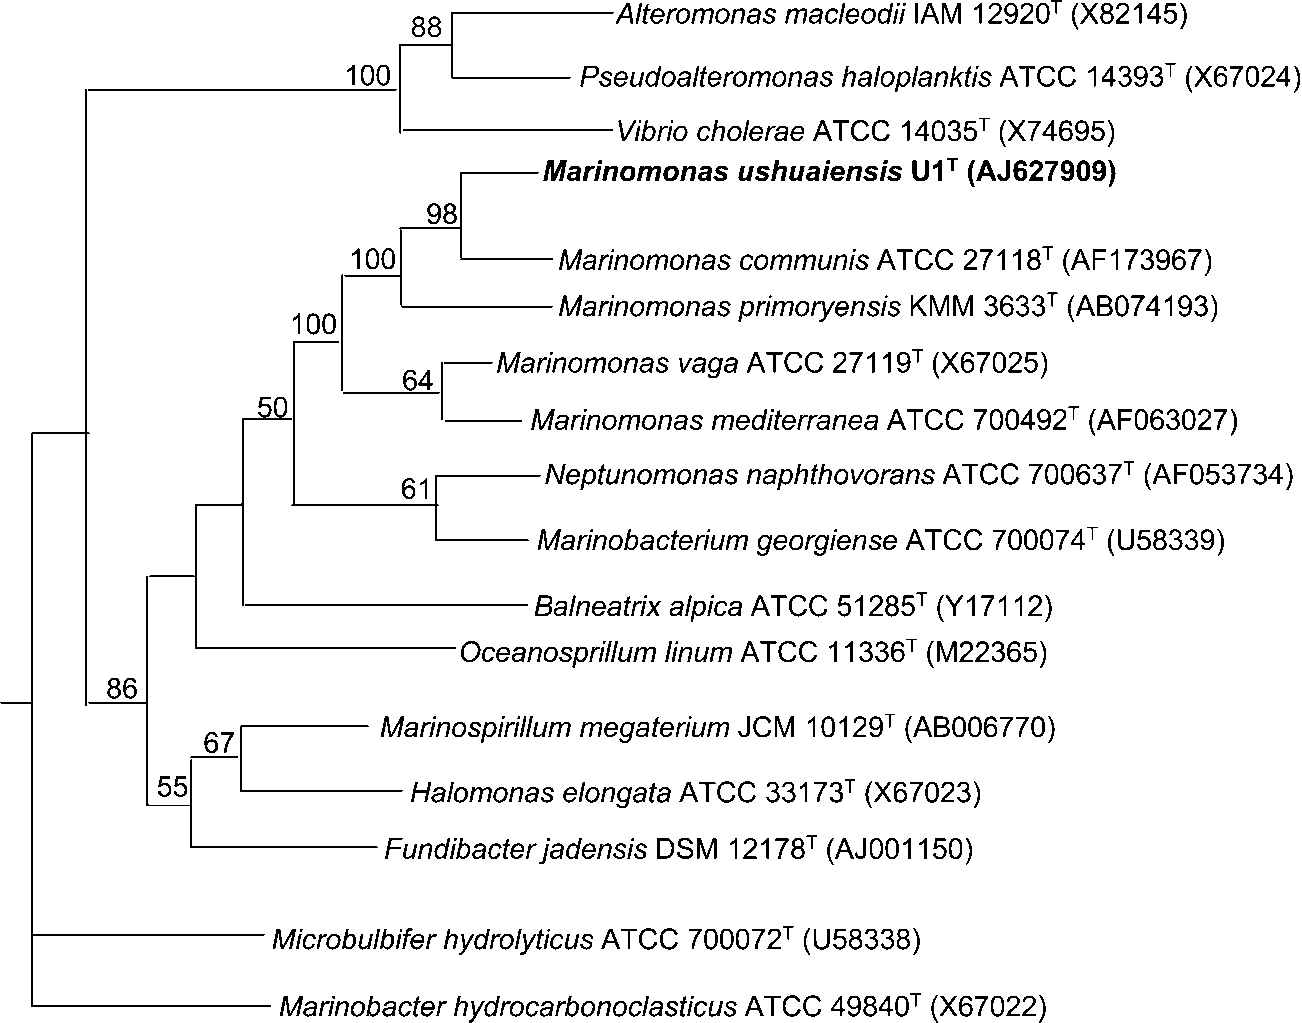 88
Alteromonas macleodii IAM 12920ᵀ (X82145)
100
Pseudoalteromonas haloplanktis ATCC 14393ᵀ (X67024)
Vibrio cholerae ATCC 14035ᵀ (X74695)
Marinomonas ushuaiensis U1ᵀ (AJ627909)
98
100
Marinomonas communis ATCC 27118ᵀ (AF173967)
Marinomonas primoryensis KMM 3633ᵀ (AB074193)
100
Marinomonas vaga ATCC 27119ᵀ (X67025)
64
50
Marinomonas mediterranea ATCC 700492ᵀ (AF063027)
Neptunomonas naphthovorans ATCC 700637ᵀ (AF053734)
61
Marinobacterium georgiense ATCC 700074ᵀ (U58339)
Balneatrix alpica ATCC 51285ᵀ (Y17112)
Oceanosprillum linum ATCC 11336ᵀ (M22365)
86
Marinospirillum megaterium JCM 10129ᵀ (AB006770)
67
55
Halomonas elongata ATCC 33173ᵀ (X67023)
Fundibacter jadensis DSM 12178ᵀ (AJ001150)
Microbulbifer hydrolyticus ATCC 700072ᵀ (U58338)
Marinobacter hydrocarbonoclasticus ATCC 49840ᵀ (X67022)